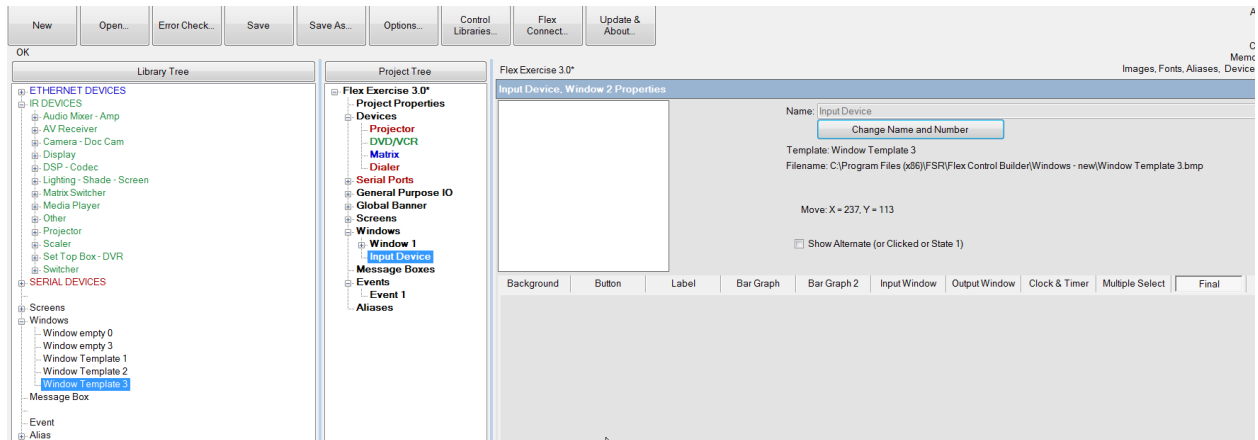 New Open... Error Check... Save Save As... Options... Control Libraries... Flex Connect... Update & About...
OK
Library Tree
ETHERNET DEVICES
IR DEVICES
Audio Mixer - Amp
AV Receiver
Camera - Doc Cam
Display
DSP - Codec
Lighting - Shade - Screen
Matrix Switcher
Media Player
Other
Projector
Scaler
Set Top Box - DVR
Switcher
SERIAL DEVICES
Screens
Windows
Window empty 0
Window empty 3
Window Template 1
Window Template 2
Window Template 3
Message Box
Event
Alias
Project Tree
Flex Exercise 3.0*
Project Properties
Devices
Projector
DVD/VCR
Matrix
Dialer
Serial Ports
General Purpose IO
Global Banner
Screens
Windows
Window 1
Input Device
Message Boxes
Events
Event 1
Aliases
Flex Exercise 3.0*
Images, Fonts, Aliases, Device
Input Device, Window 2 Properties
Name: Input Device
Change Name and Number
Template: Window Template 3
Filename: C:\Program Files (x86)\FSR\Flex Control Builder\Windows - new\Window Template 3.bmp
Move: X = 237, Y = 113
Show Alternate (or Clicked or State 1)
Background Button Label Bar Graph Bar Graph 2 Input Window Output Window Clock & Timer Multiple Select Final